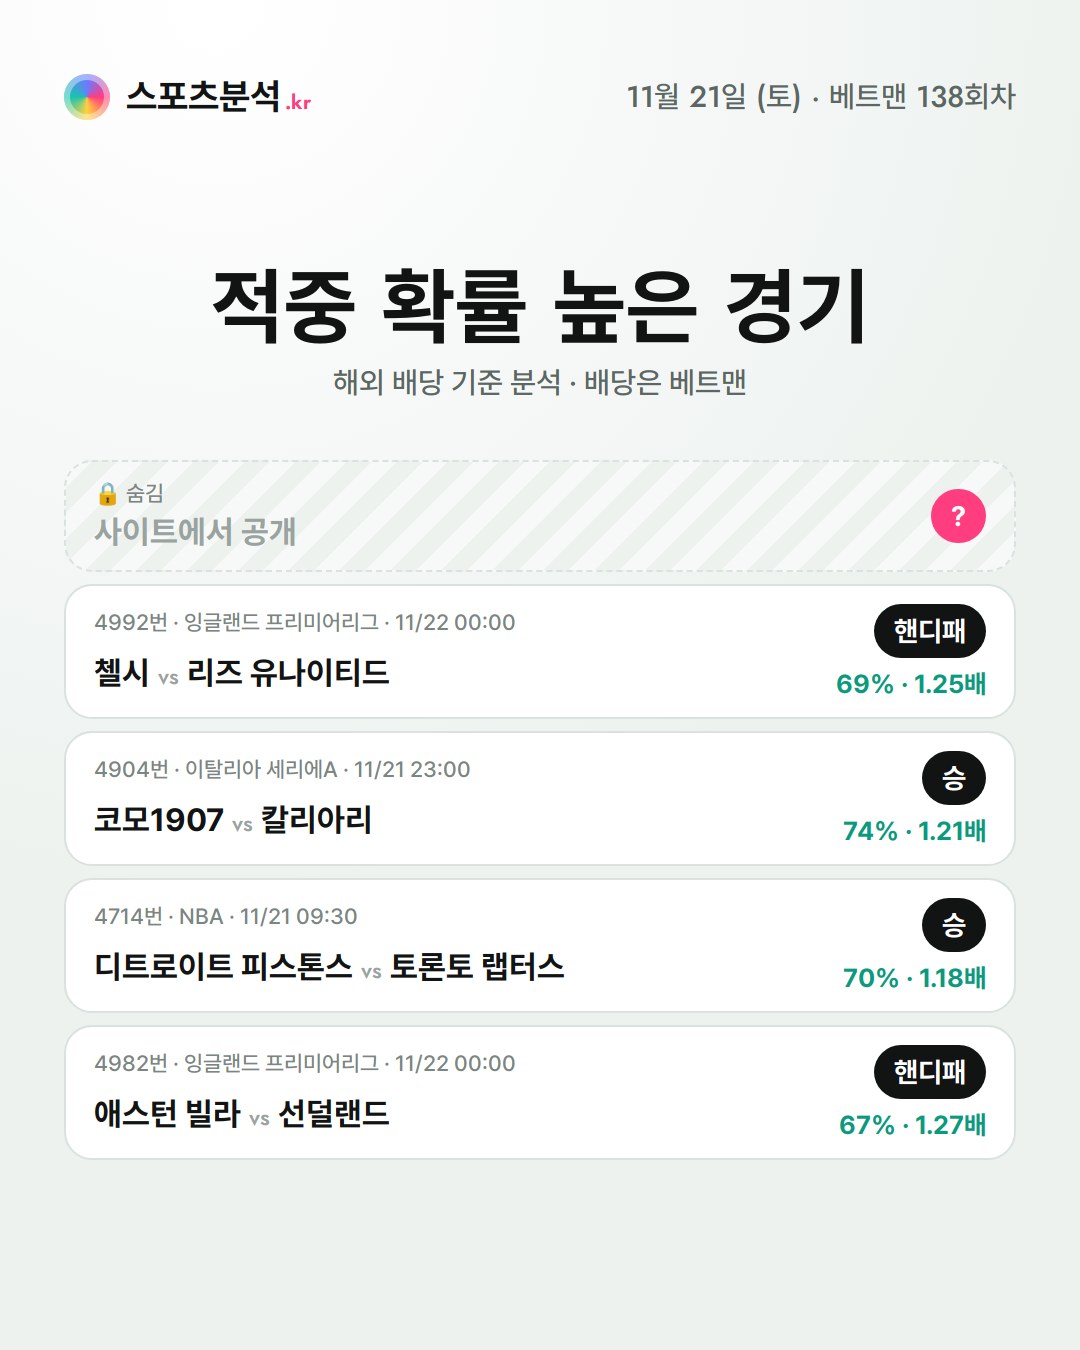 스포츠분석.kr
11월 21일 (토) · 베트맨 138회차
적중 확률 높은 경기
해외 배당 기준 분석 · 배당은 베트맨
🔒 숨김
사이트에서 공개
?
4992번 · 잉글랜드 프리미어리그 · 11/22 00:00
첼시 vs 리즈 유나이티드
핸디패
69% · 1.25배
4904번 · 이탈리아 세리에A · 11/21 23:00
코모1907 vs 칼리아리
승
74% · 1.21배
4714번 · NBA · 11/21 09:30
디트로이트 피스톤스 vs 토론토 랩터스
승
70% · 1.18배
4982번 · 잉글랜드 프리미어리그 · 11/22 00:00
애스턴 빌라 vs 선덜랜드
핸디패
67% · 1.27배